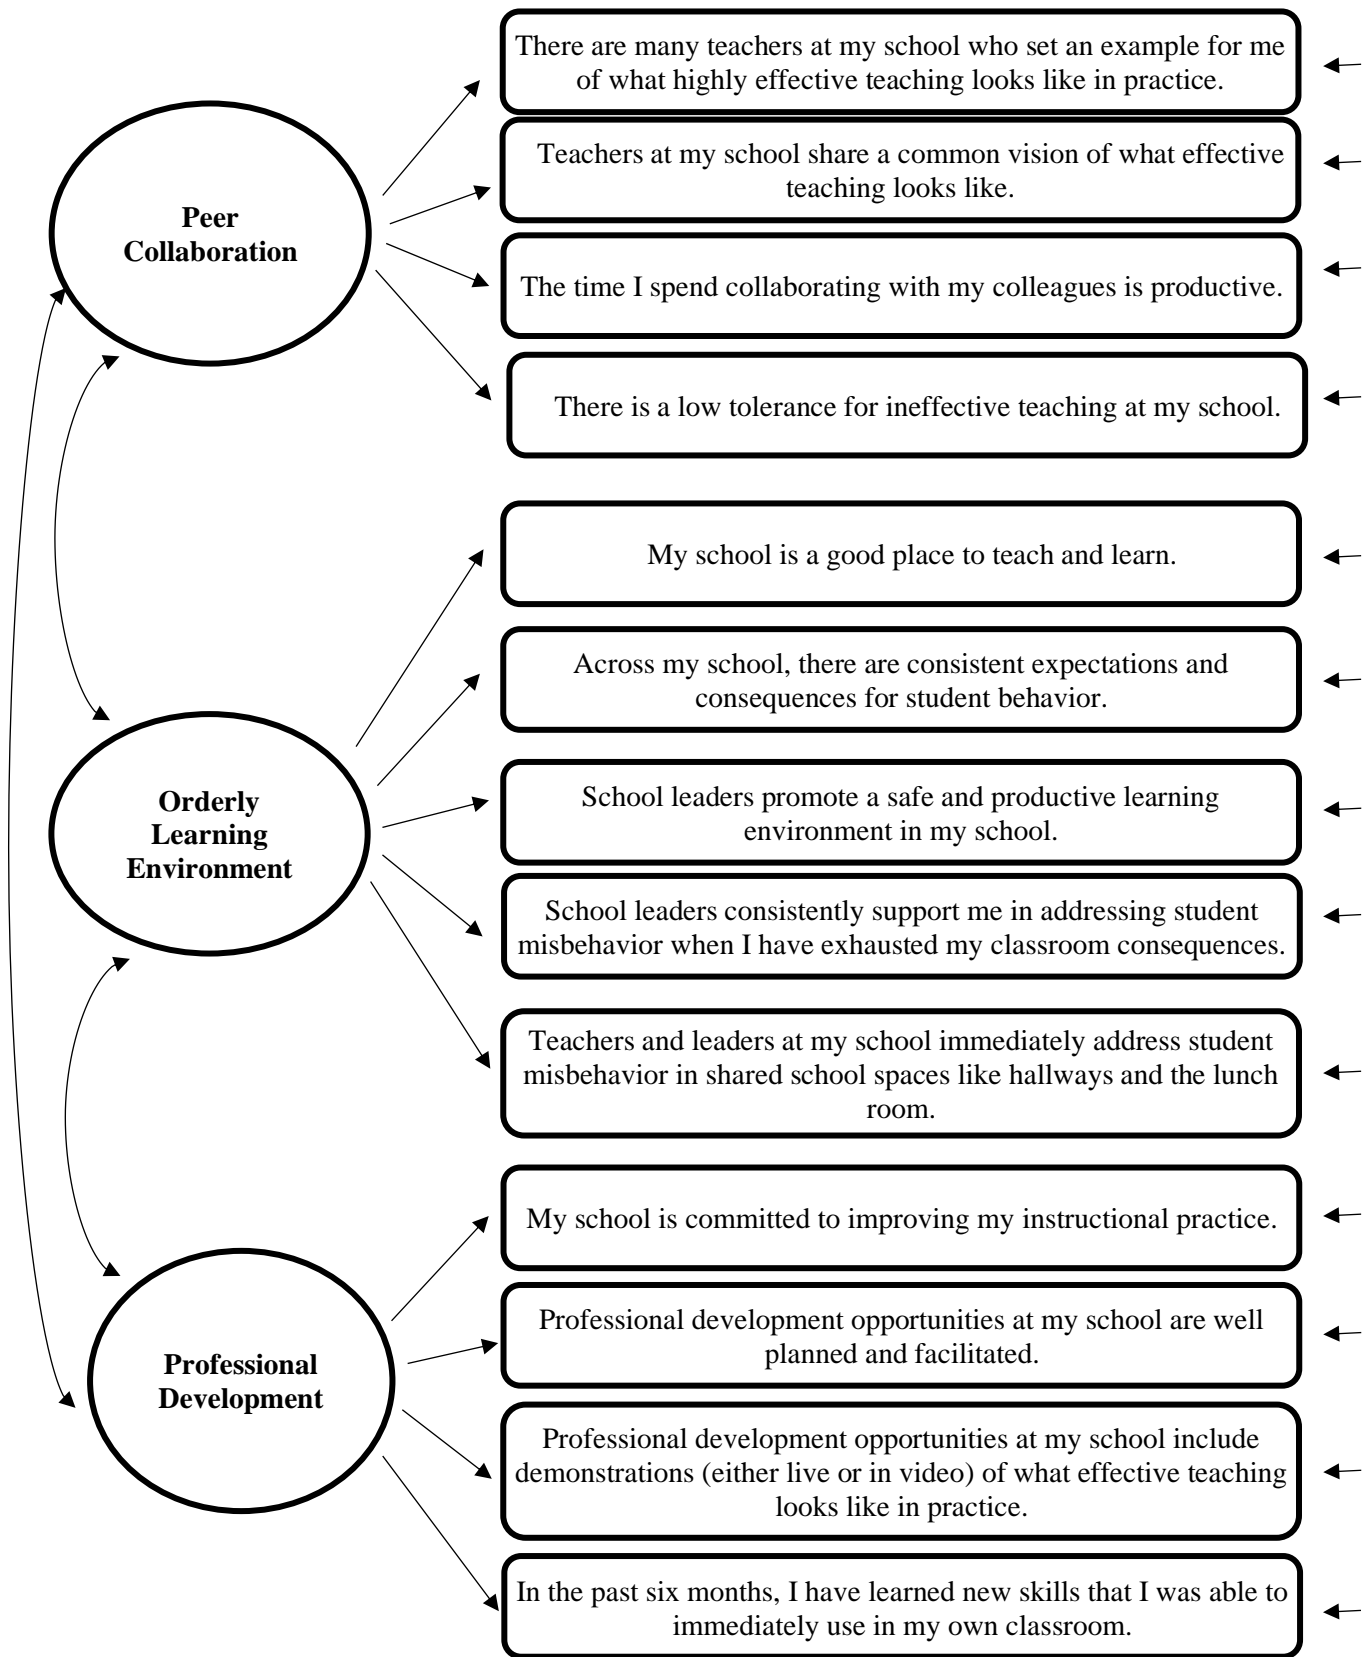 There are many teachers at my school who set an example for me
of what highly effective teaching looks like in practice.
Teachers at my school share a common vision of what effective
teaching looks like.
Peer
Collaboration
The time I spend collaborating with my colleagues is productive.
There is a low tolerance for ineffective teaching at my school.
My school is a good place to teach and learn.
Across my school, there are consistent expectations and
consequences for student behavior.
Orderly
Learning
Environment
School leaders promote a safe and productive learning
environment in my school.
School leaders consistently support me in addressing student
misbehavior when I have exhausted my classroom consequences.
Teachers and leaders at my school immediately address student
misbehavior in shared school spaces like hallways and the lunch
room.
My school is committed to improving my instructional practice.
Professional development opportunities at my school are well
planned and facilitated.
Professional
Development
Professional development opportunities at my school include
demonstrations (either live or in video) of what effective teaching
looks like in practice.
In the past six months, I have learned new skills that I was able to
immediately use in my own classroom.